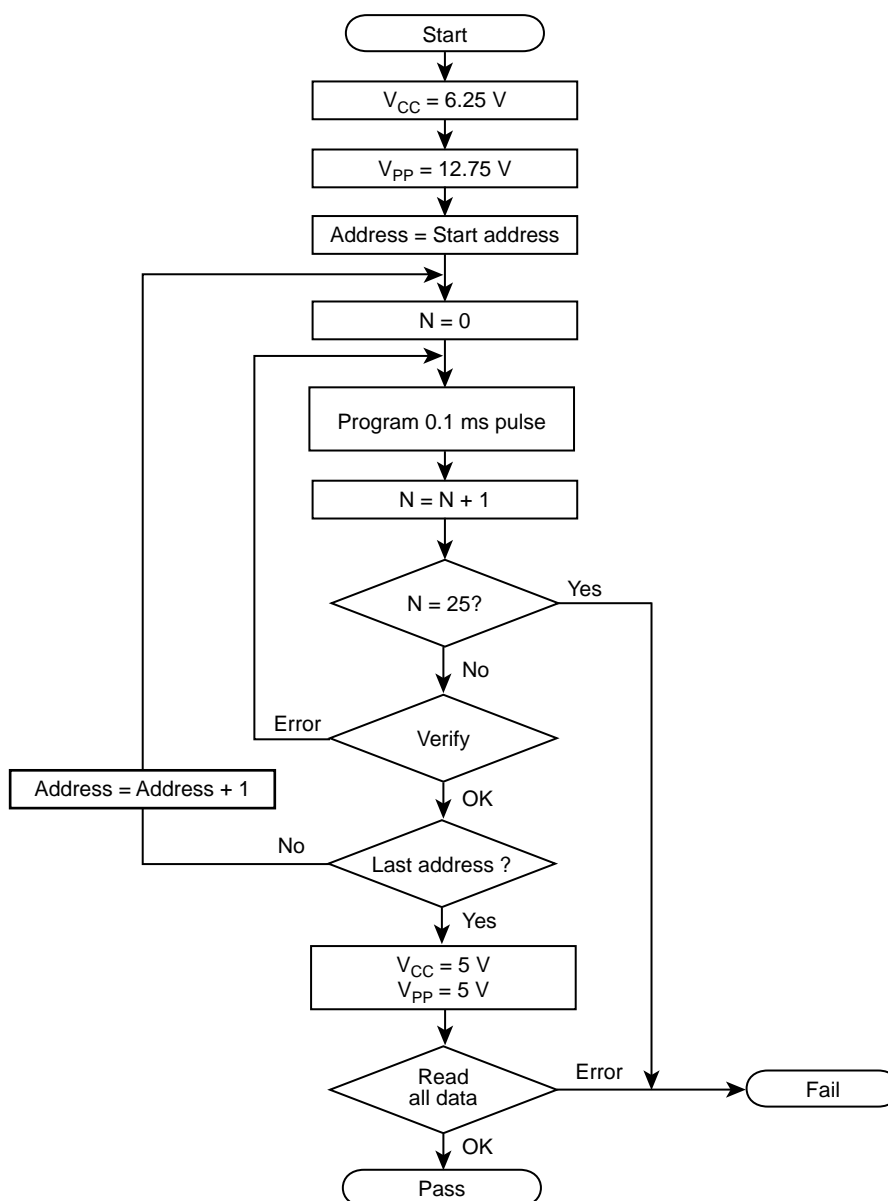 Start
V_CC = 6.25 V
V_PP = 12.75 V
Address = Start address
N = 0
Program 0.1 ms pulse
N = N + 1
N = 25?
Yes
No
Verify
Error
OK
Address = Address + 1
Last address ?
No
Yes
V_CC = 5 V
V_PP = 5 V
Read
all data
Error
Fail
OK
Pass